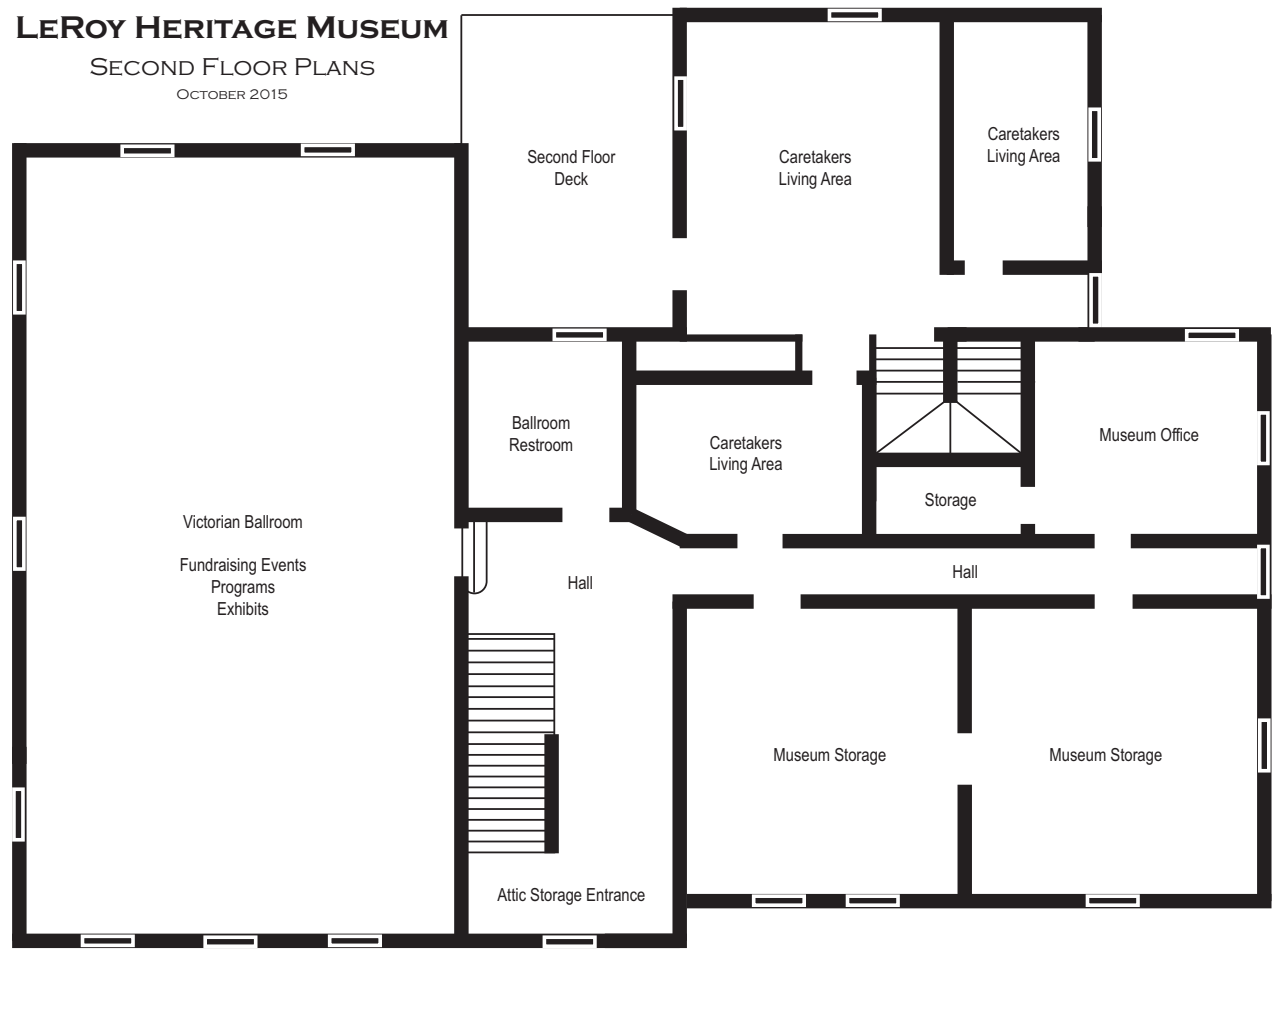 LeRoy Heritage Museum
Second Floor Plans
October 2015
Second Floor
Deck
Caretakers
Living Area
Caretakers
Living Area
Ballroom
Restroom
Caretakers
Living Area
Museum Office
Storage
Victorian Ballroom
Fundraising Events
Programs
Exhibits
Hall
Hall
Museum Storage
Museum Storage
Attic Storage Entrance